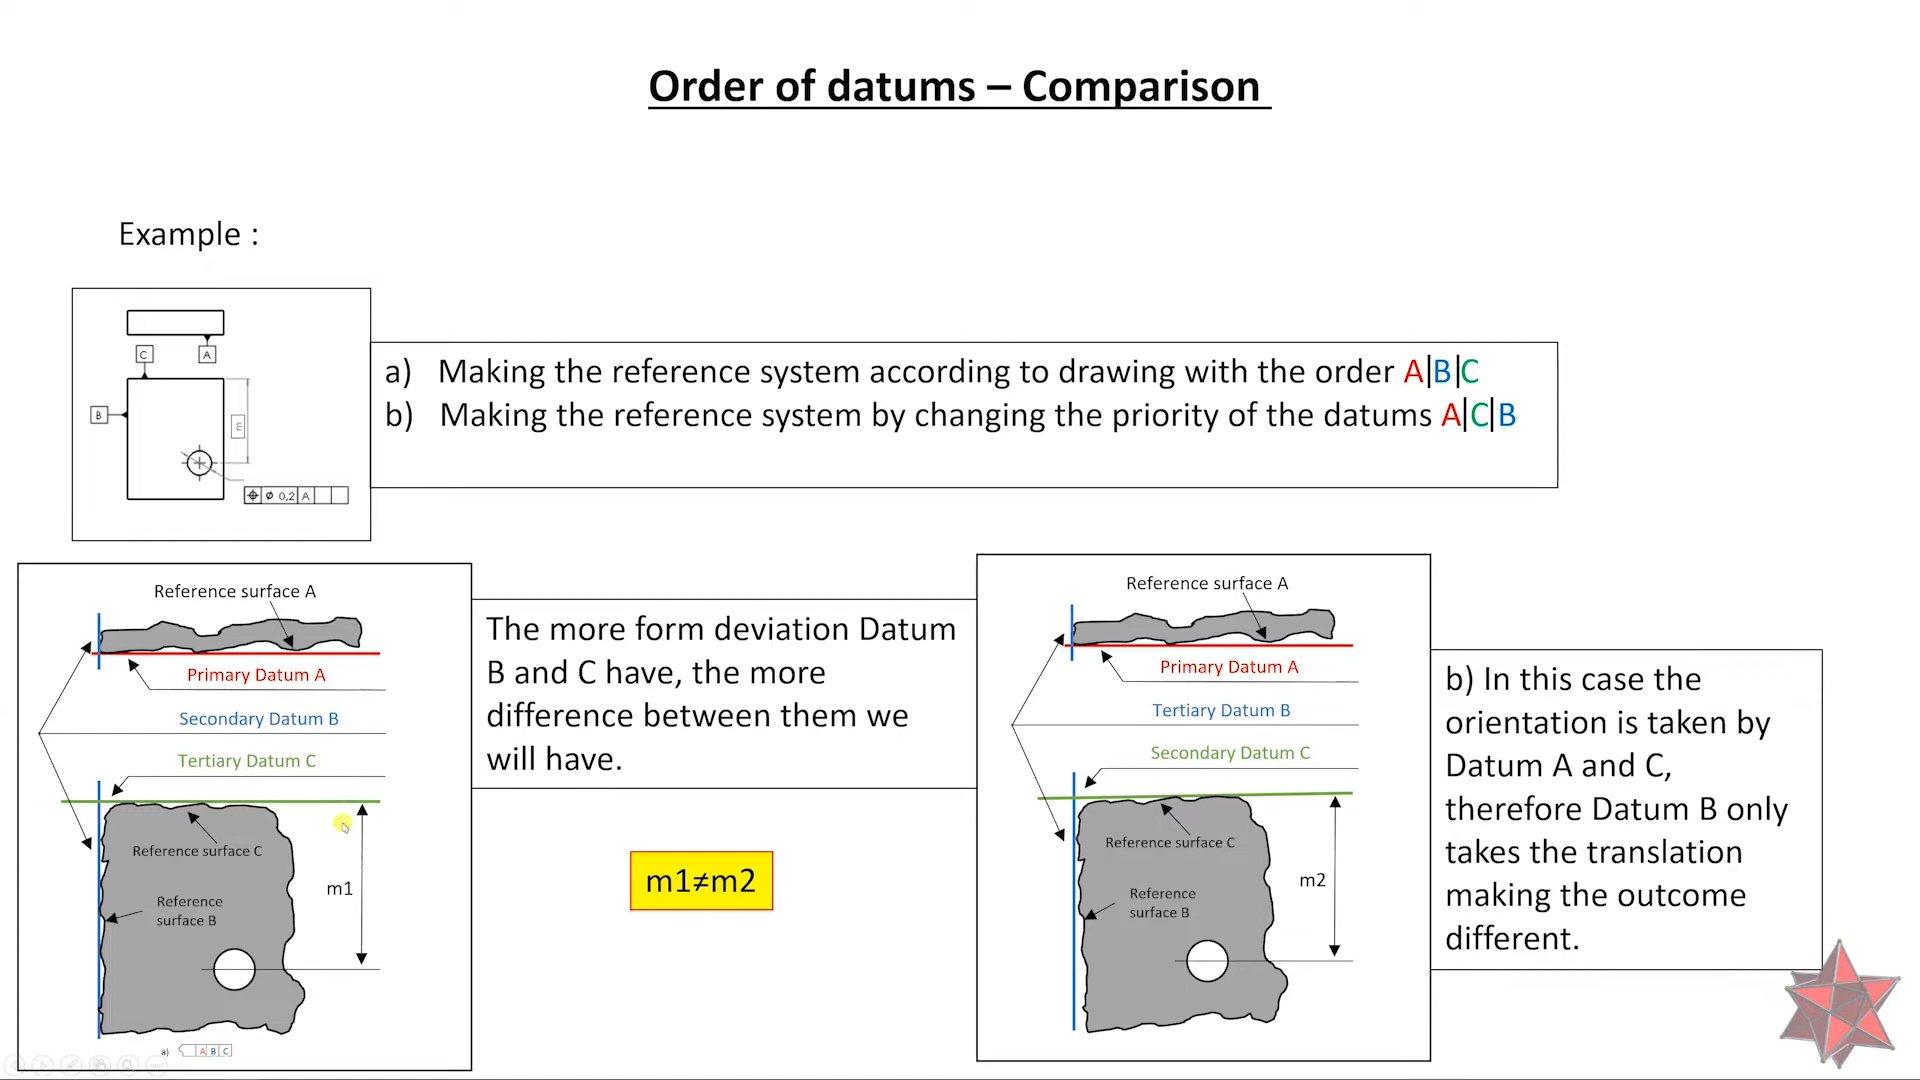 Order of datums – Comparison
Example :
C
A
B
m
⌖ ⌀ 0,2 A
a) Making the reference system according to drawing with the order A|B|C
b) Making the reference system by changing the priority of the datums A|C|B
Reference surface A
Primary Datum A
Secondary Datum B
Tertiary Datum C
Reference surface C
Reference
surface B
m1
a) A B C
The more form deviation Datum
B and C have, the more
difference between them we
will have.
m1≠m2
Reference surface A
Primary Datum A
Tertiary Datum B
Secondary Datum C
Reference surface C
Reference
surface B
m2
b) In this case the
orientation is taken by
Datum A and C,
therefore Datum B only
takes the translation
making the outcome
different.